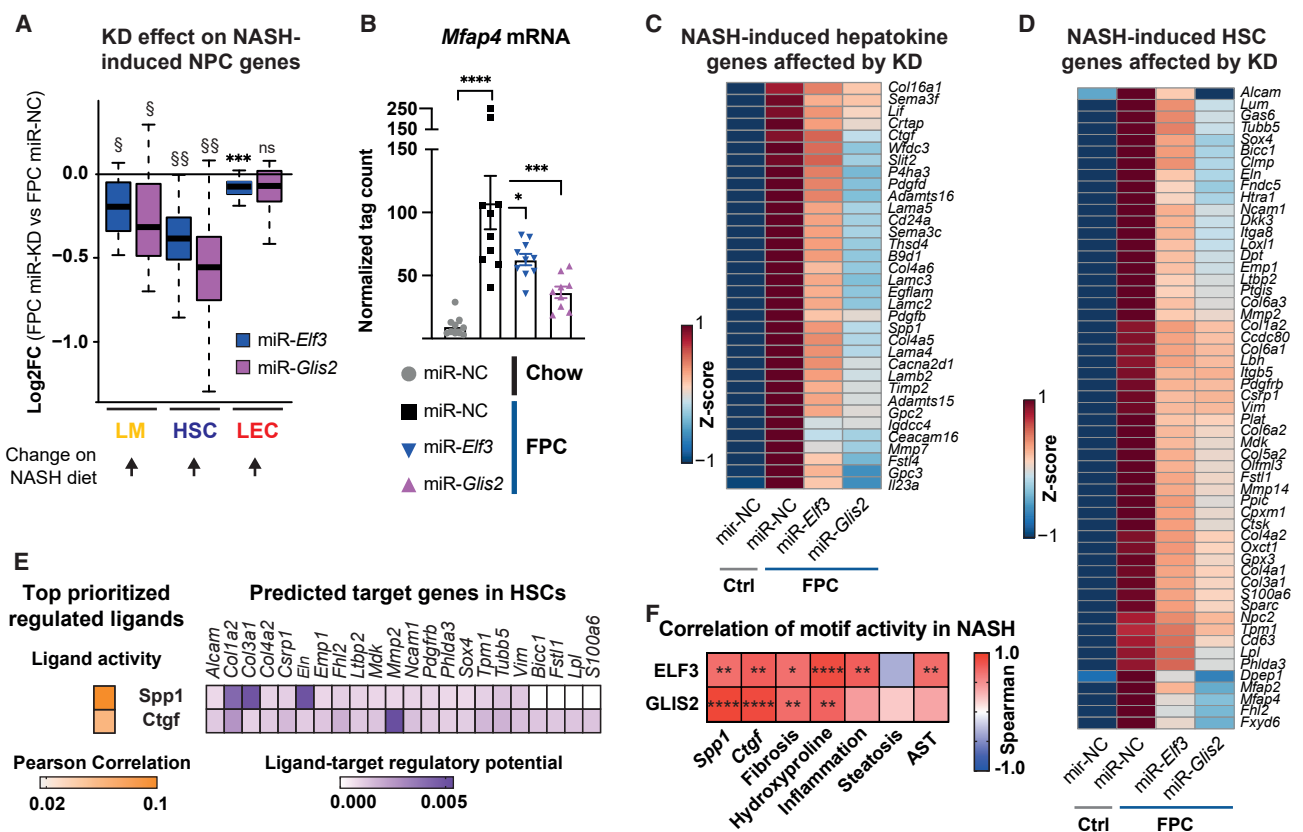 A
KD effect on NASH-
induced NPC genes
Log2FC (FPC miR-KD vs FPC miR-NC)
0.0
−0.5
−1.0
§
§
§§
§§
***
ns
miR-Elf3
miR-Glis2
LM
HSC
LEC
Change on
NASH diet
B
Mfap4 mRNA
Normalized tag count
250
150
150
100
50
****
***
*
miR-NC
Chow
miR-NC
miR-Elf3
FPC
miR-Glis2
C
NASH-induced hepatokine
genes affected by KD
Col16a1
Sema3f
Lif
Crtap
Ctgf
Wfdc3
Slit2
P4ha3
Pdgfd
Adamts16
Lama5
Cd24a
Sema3c
Thsd4
B9d1
Col4a6
Lamc3
Egflam
Lamc2
Pdgfb
Spp1
Col4a5
Lama4
Cacna2d1
Lamb2
Timp2
Adamts15
Gpc2
Igdcc4
Ceacam16
Mmp7
Fstl4
Gpc3
Il23a
1
Z-score
−1
mir-NC
miR-NC
miR-Elf3
miR-Glis2
Ctrl
FPC
D
NASH-induced HSC
genes affected by KD
Alcam
Lum
Gas6
Tubb5
Sox4
Bicc1
Clmp
Eln
Fndc5
Htra1
Ncam1
Dkk3
Itga8
Loxl1
Dpt
Emp1
Ltbp2
Ptgis
Col6a3
Mmp2
Col1a2
Ccdc80
Col6a1
Lbh
Itgb5
Pdgfrb
Csrp1
Vim
Plat
Col6a2
Mdk
Col5a2
Olfml3
Fstl1
Mmp14
Ppic
Cpxm1
Ctsk
Col4a2
Oxct1
Gpx3
Col4a1
Col3a1
S100a6
Sparc
Npc2
Tpm1
Cd63
Lpl
Phlda3
Dpep1
Mfap2
Mfap4
Fhl2
Fxyd6
1
Z-score
−1
mir-NC
miR-NC
miR-Elf3
miR-Glis2
Ctrl
FPC
E
Top prioritized
regulated ligands
Ligand activity
Predicted target genes in HSCs
Alcam
Col1a2
Col3a1
Col4a2
Csrp1
Eln
Emp1
Fhl2
Ltbp2
Mdk
Mmp2
Ncam1
Pdgfrb
Phlda3
Sox4
Tpm1
Tubb5
Vim
Bicc1
Fstl1
Lpl
S100a6
Spp1
Ctgf
Pearson Correlation
0.02
0.1
Ligand-target regulatory potential
0.000
0.005
F
Correlation of motif activity in NASH
ELF3
** ** * **** ** **
GLIS2
**** **** ** **
Spp1
Ctgf
Fibrosis
Hydroxyproline
Inflammation
Steatosis
AST
1.0
Spearman
-1.0